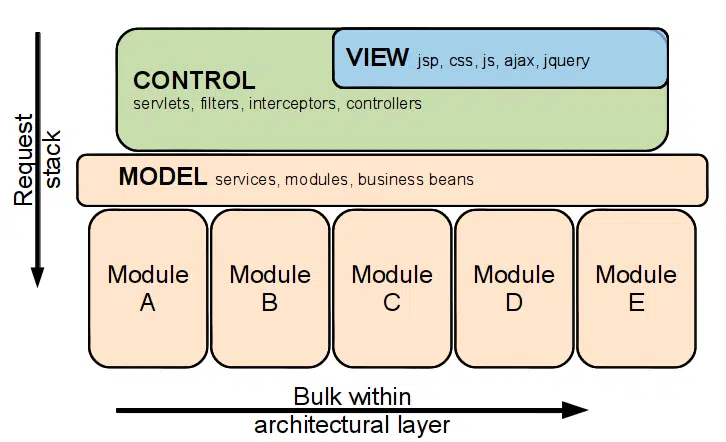 VIEW jsp, css, js, ajax, jquery
CONTROL
servlets, filters, interceptors, controllers
Request
stack
MODEL services, modules, business beans
Module
A
Module
B
Module
C
Module
D
Module
E
Bulk within
architectural layer